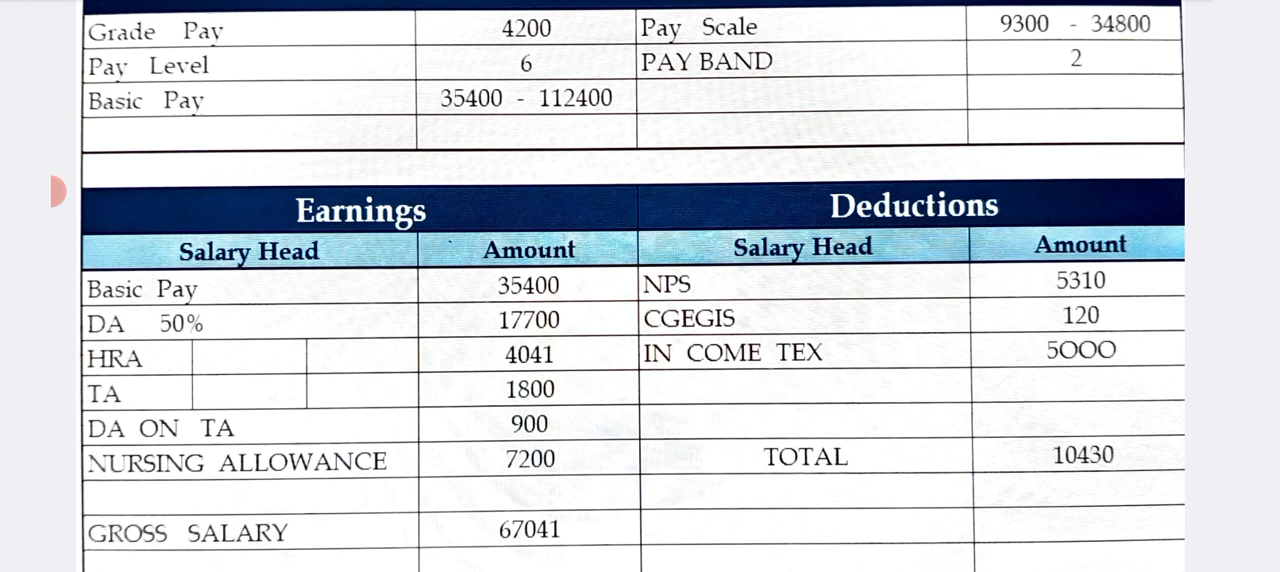 Grade Pay 4200 Pay Scale 9300 - 34800
Pay Level 6 PAY BAND 2
Basic Pay 35400 - 112400
Earnings Deductions
Salary Head Amount Salary Head Amount
Basic Pay 35400 NPS 5310
DA 50% 17700 CGEGIS 120
HRA 4041 IN COME TEX 5OOO
TA 1800
DA ON TA 900
NURSING ALLOWANCE 7200 TOTAL 10430
GROSS SALARY 67041